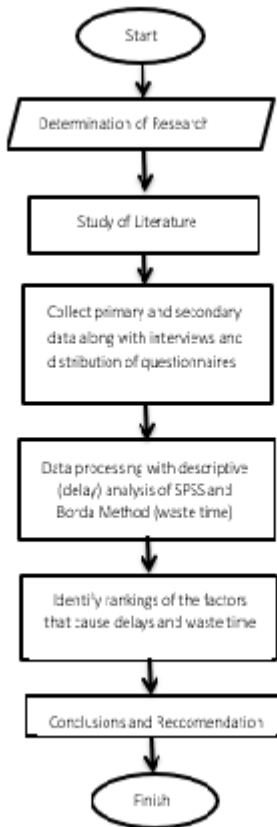 Start
Determination of Research
Study of Literature
Collect primary and secondary
data along with interviews and
distribution of questionnaires
Data processing with descriptive
(delay) analysis of SPSS and
Borda Method (waste time)
Identify rankings of the factors
that cause delays and waste time
Conclusions and Reccomendation
Finish